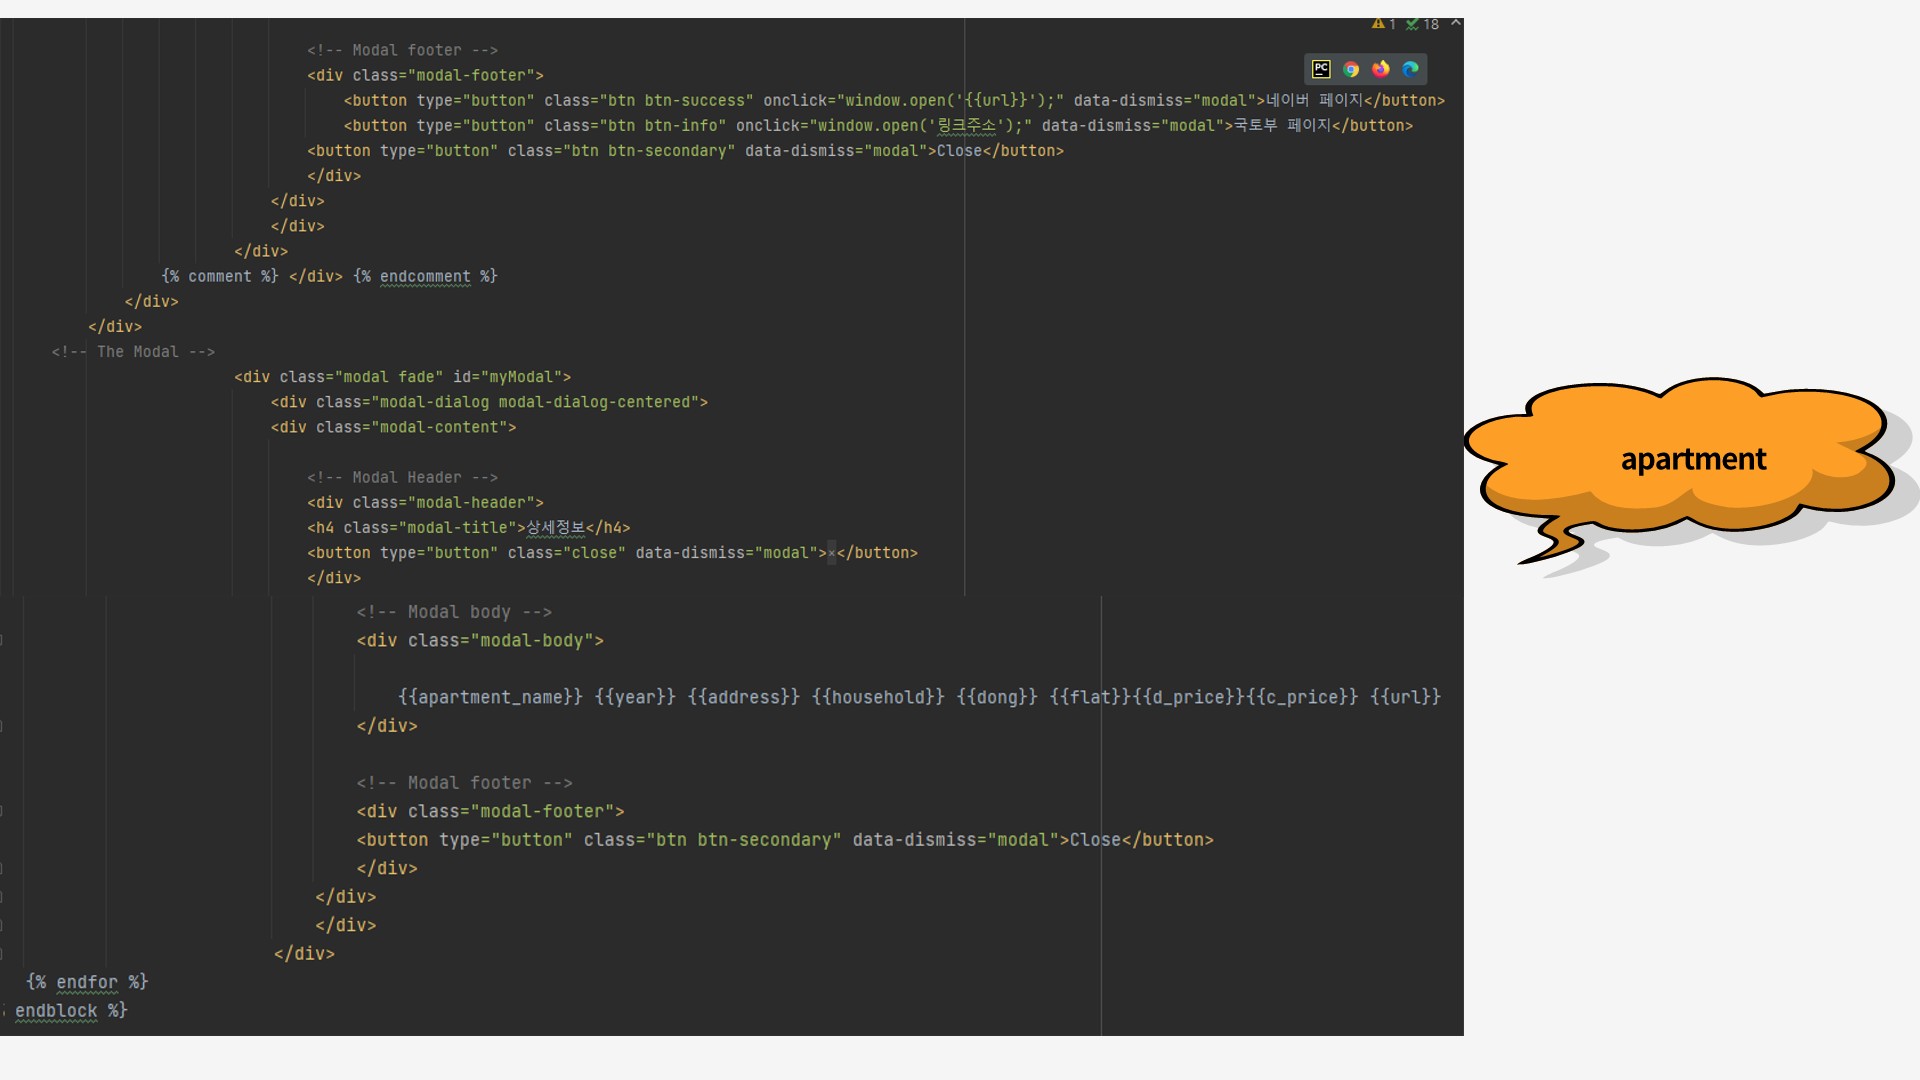 1 18
<!-- Modal footer -->
PC
<div class="modal-footer">
<button type="button" class="btn btn-success" onclick="window.open('{{url}}');" data-dismiss="modal">네이버 페이지</button>
<button type="button" class="btn btn-info" onclick="window.open('링크주소');" data-dismiss="modal">국토부 페이지</button>
<button type="button" class="btn btn-secondary" data-dismiss="modal">Close</button>
</div>
</div>
</div>
</div>
{% comment %} </div> {% endcomment %}
</div>
</div>
<!-- The Modal -->
<div class="modal fade" id="myModal">
<div class="modal-dialog modal-dialog-centered">
<div class="modal-content">
<!-- Modal Header -->
<div class="modal-header">
<h4 class="modal-title">상세정보</h4>
<button type="button" class="close" data-dismiss="modal">×</button>
</div>
<!-- Modal body -->
<div class="modal-body">
{{apartment_name}} {{year}} {{address}} {{household}} {{dong}} {{flat}}{{d_price}}{{c_price}} {{url}}
</div>
<!-- Modal footer -->
<div class="modal-footer">
<button type="button" class="btn btn-secondary" data-dismiss="modal">Close</button>
</div>
</div>
</div>
</div>
{% endfor %}
endblock %}
apartment